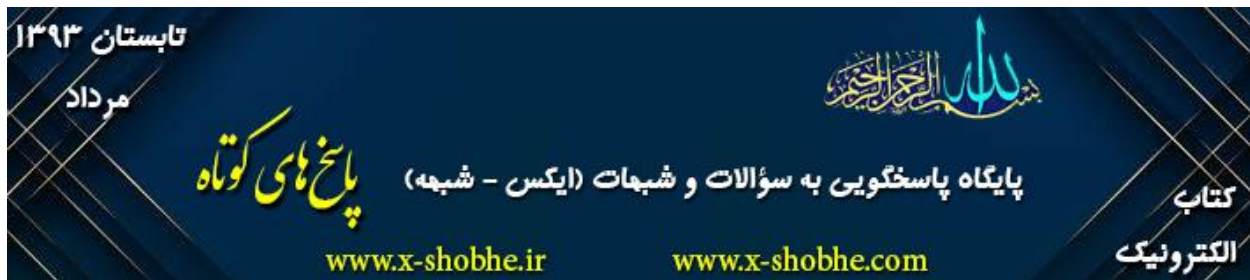 تابستان ۱۳۹۳
مرداد
بسم الله الرحمن الرحیم
پایگاه پاسخگویی به سؤالات و شبهات (ایکس - شبهه)
پاسخ های کوتاه
کتاب
الکترونیک
www.x-shobhe.com
www.x-shobhe.ir